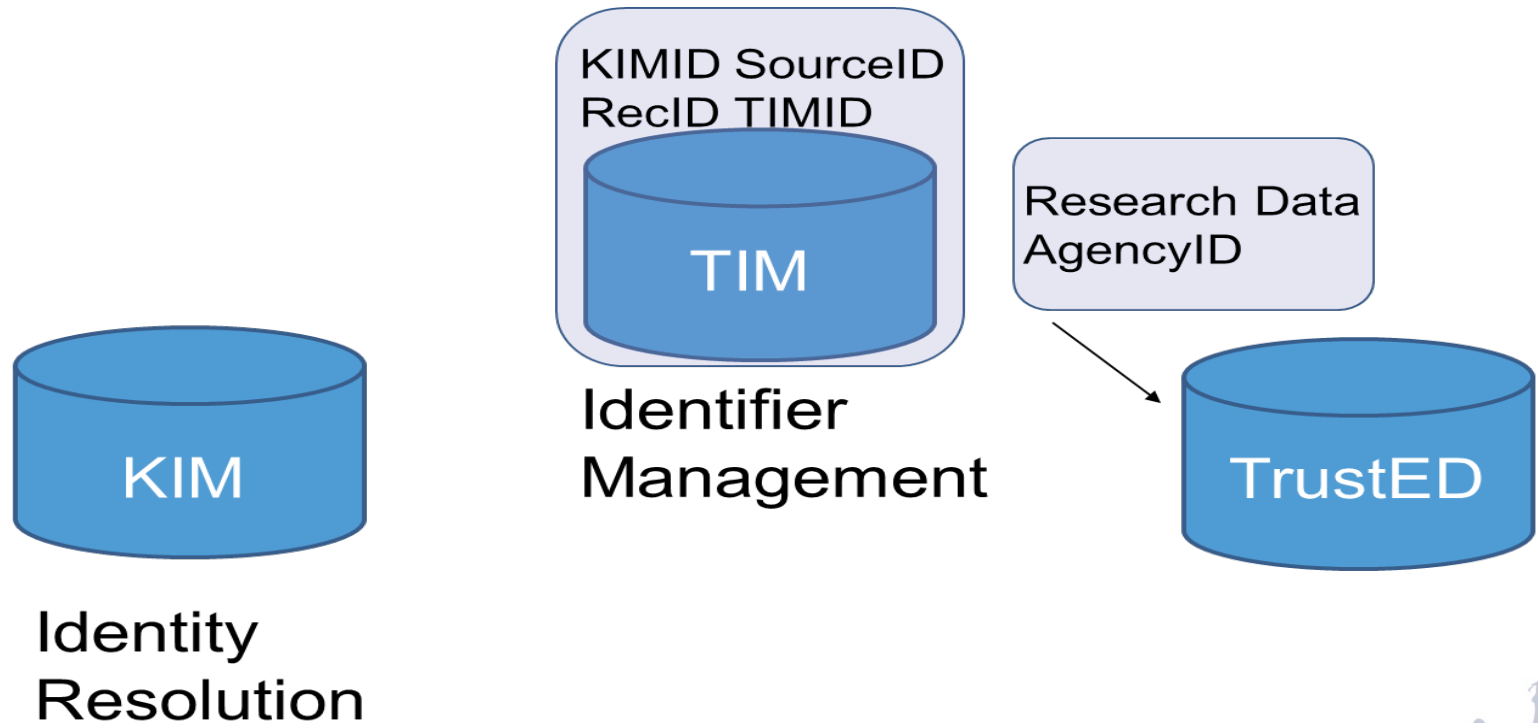 KIMID SourceID
RecID TIMID
TIM
Identifier
Management
Research Data
AgencyID
TrustED
KIM
Identity
Resolution